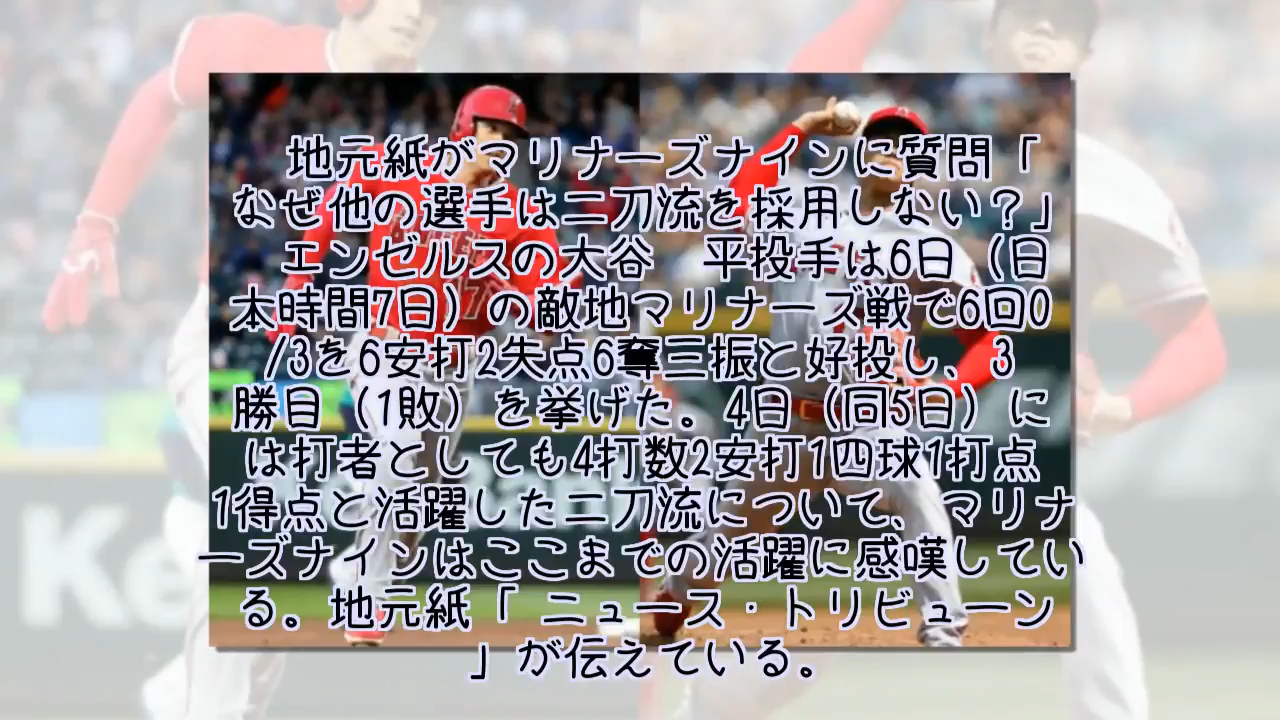 地元紙がマリナーズナインに質問「
なぜ他の選手は二刀流を採用しない？」
エンゼルスの大谷　平投手は6日（日
本時間7日）の敵地マリナーズ戦で6回0
/3を6安打2失点6奪三振と好投し、3
勝目（1敗）を挙げた。4日（同5日）に
は打者としても4打数2安打1四球1打点
1得点と活躍した二刀流について、マリナ
ーズナインはここまでの活躍に感嘆してい
る。地元紙「 ニュース・トリビューン
」が伝えている。
Ke